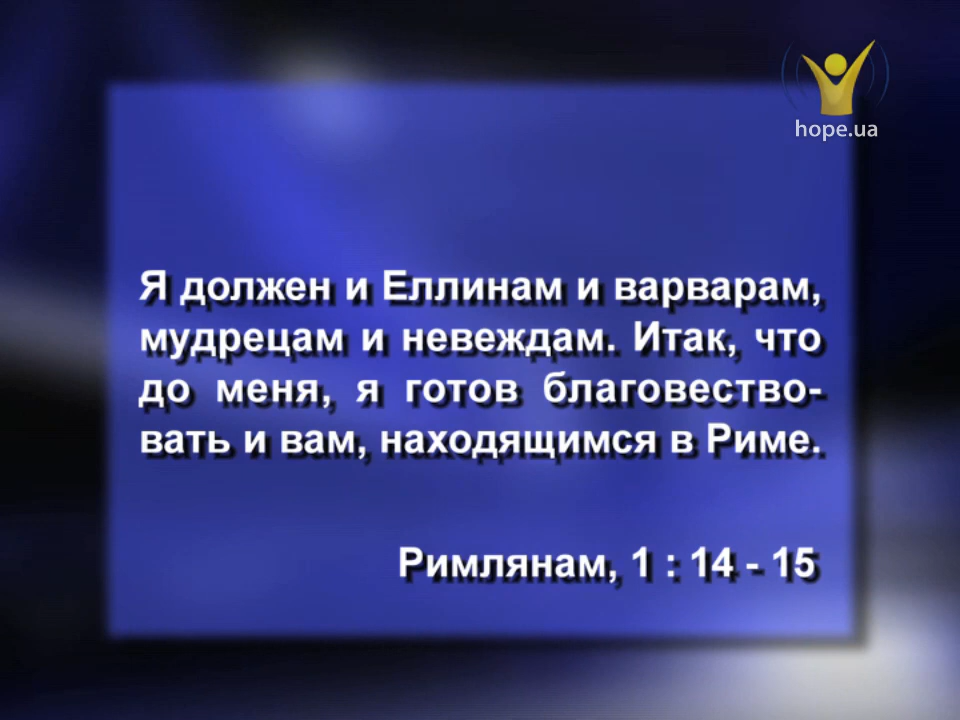 hope.ua
Я должен и Еллинам и варварам,
мудрецам и невеждам. Итак, что
до меня, я готов благовество-
вать и вам, находящимся в Риме.
Римлянам, 1 : 14 - 15